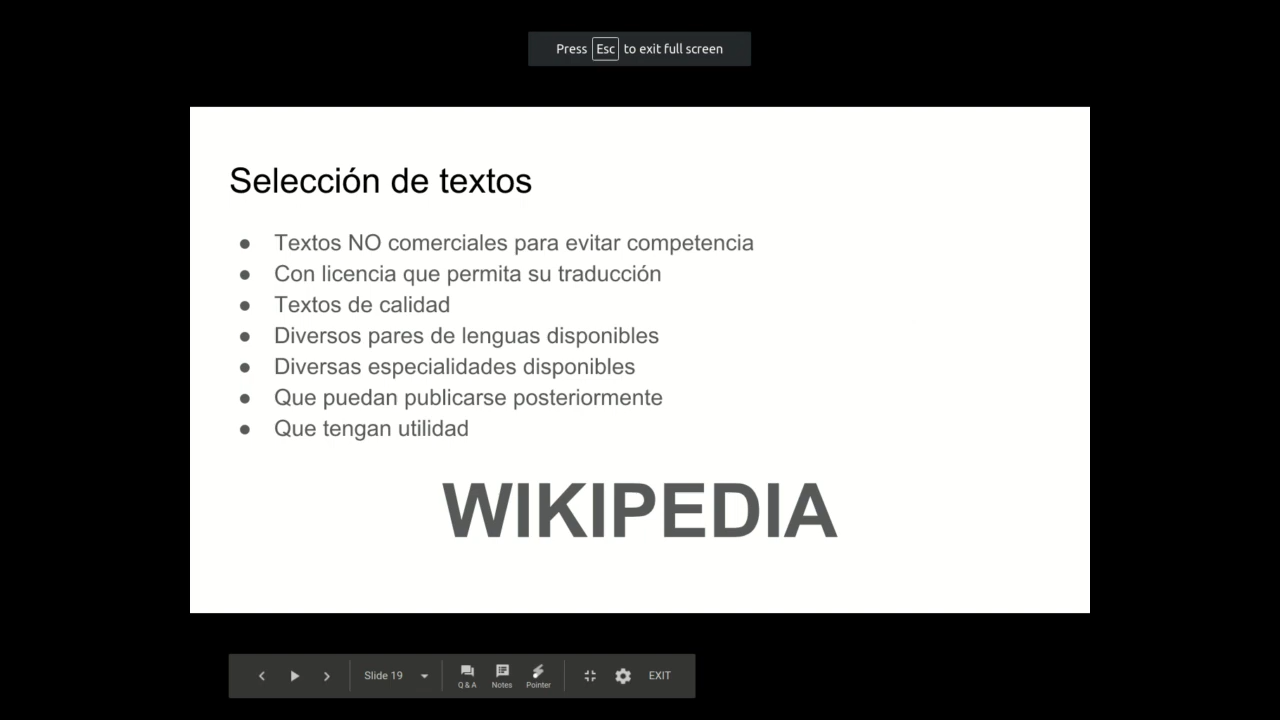 Press Esc to exit full screen
Selección de textos
● Textos NO comerciales para evitar competencia
● Con licencia que permita su traducción
● Textos de calidad
● Diversos pares de lenguas disponibles
● Diversas especialidades disponibles
● Que puedan publicarse posteriormente
● Que tengan utilidad
WIKIPEDIA
Slide 19 Q & A Notes Pointer EXIT